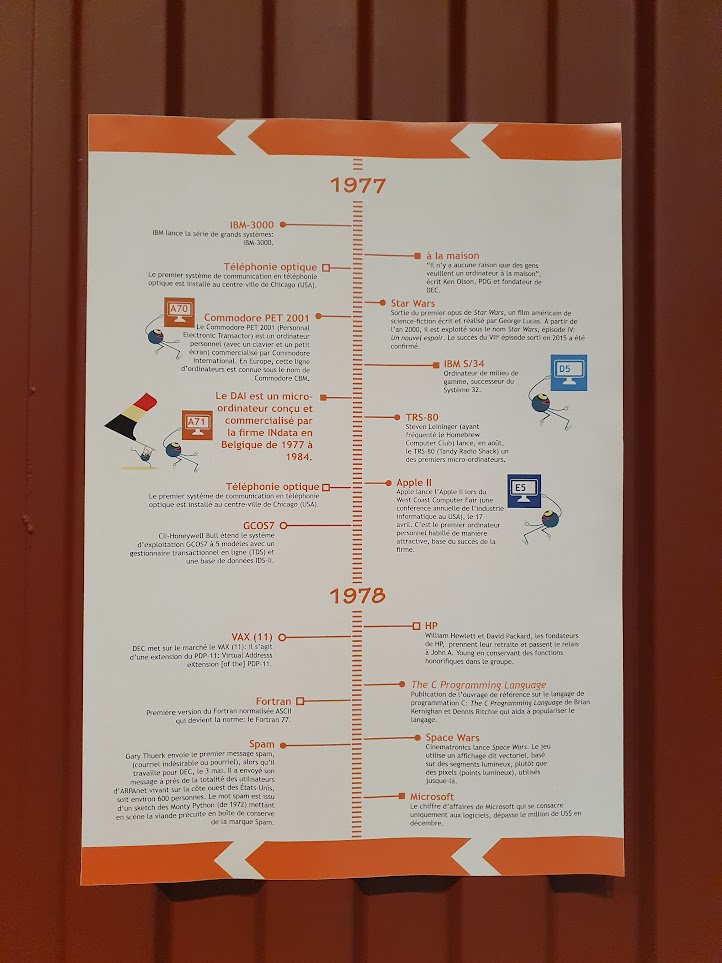 1977
IBM-3000
IBM lance la série de grands systèmes:
IBM-3000.
à la maison
"Il n'y a aucune raison que des gens
veuillent un ordinateur à la maison",
écrit Ken Olson, PDG et fondateur de
DEC.
Téléphonie optique
Le premier système de communication en téléphonie
optique est installé au centre-ville de Chicago (USA).
Star Wars
Sortie du premier opus de Star Wars, un film américain de
science-fiction écrit et réalisé par George Lucas. À partir de
l'an 2000, il est exploité sous le nom Star Wars, épisode IV:
Un nouvel espoir. Le succès du VIIe épisode sorti en 2015 a été
confirmé.
A70
Commodore PET 2001
Le Commodore PET 2001 (Personnal
Electronic Transactor) est un ordinateur
personnel (avec un clavier et un petit
écran) commercialisé par Commodore
International. En Europe, cette ligne
d'ordinateurs est connue sous le nom de
Commodore CBM.
IBM S/34
Ordinateur de milieu de
gamme, successeur du
Système 32.
D5
A71
Le DAI est un micro-
ordinateur conçu et
commercialisé par
la firme INdata en
Belgique de 1977 à
1984.
TRS-80
Steven Leininger (ayant
fréquenté le Homebrew
Computer Club) lance, en août,
le TRS-80 (Tandy Radio Shack) un
des premiers micro-ordinateurs.
Téléphonie optique
Le premier système de communication en téléphonie
optique est installé au centre-ville de Chicago (USA).
Apple II
Apple lance l'Apple II lors du
West Coast Computer Fair (une
conférence annuelle de l'industrie
informatique au USA), le 17
avril. C'est le premier ordinateur
personnel habillé de manière
attractive, base du succès de la
firme.
E5
GCOS7
CII-Honeywell Bull étend le système
d'exploitation GCOS7 à 5 modèles avec un
gestionnaire transactionnel en ligne (TDS) et
une base de données IDS-II.
1978
HP
William Hewlett et David Packard, les fondateurs
de HP, prennent leur retraite et passent le relais
à John A. Young en conservant des fonctions
honorifiques dans le groupe.
VAX (11)
DEC met sur le marché le VAX (11): il s'agit
d'une extension du PDP-11: Virtual Addresss
eXtension [of the] PDP-11.
The C Programming Language
Publication de l'ouvrage de référence sur le langage de
programmation C: The C Programming Language de Brian
Kernighan et Dennis Ritchie qui aida à populariser le
langage.
Fortran
Première version du Fortran normalisée ASCII
qui devient la norme: le Fortran 77.
Space Wars
Cinematronics lance Space Wars. Le jeu
utilise un affichage dit vectoriel, basé
sur des segments lumineux, plutôt que
des pixels (points lumineux), utilisés
jusque-là.
Spam
Gary Thuerk envoie le premier message spam,
(courriel indésirable ou pourriel), alors qu'il
travaille pour DEC, le 3 mai. Il a envoyé son
message à près de la totalité des utilisateurs
d'ARPAnet vivant sur la côte ouest des États-Unis,
soit environ 600 personnes. Le mot spam est issu
d'un sketch des Monty Python (de 1972) mettant
en scène la viande précuite en boîte de conserve
de la marque Spam.
Microsoft
Le chiffre d'affaires de Microsoft qui se consacre
uniquement aux logiciels, dépasse le million de US$ en
décembre.